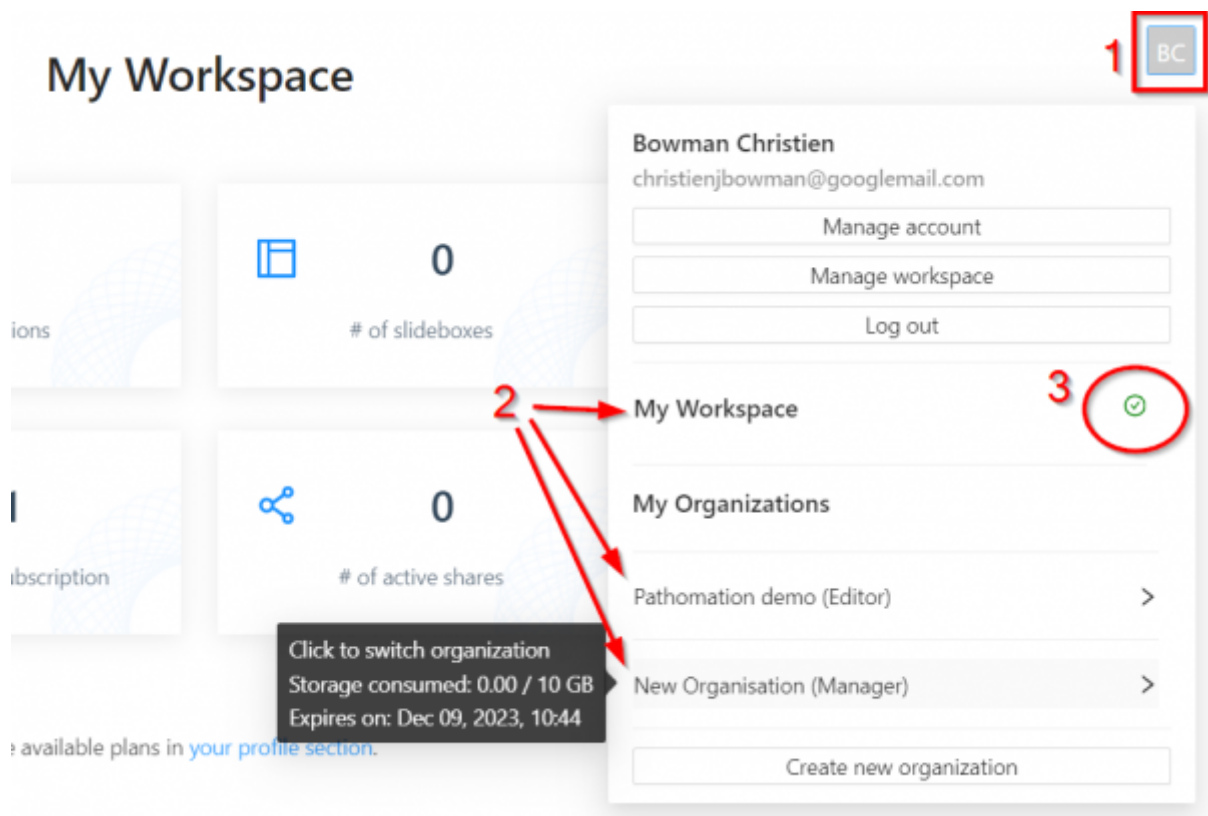 My Workspace
1
BC
Bowman Christien
christienjbowman@googlemail.com
Manage account
Manage workspace
Log out
0
ions
# of slideboxes
2
My Workspace
3
My Organizations
1
0
bscription
# of active shares
Pathomation demo (Editor)
Click to switch organization
Storage consumed: 0.00 / 10 GB
Expires on: Dec 09, 2023, 10:44
New Organisation (Manager)
available plans in your profile section.
Create new organization